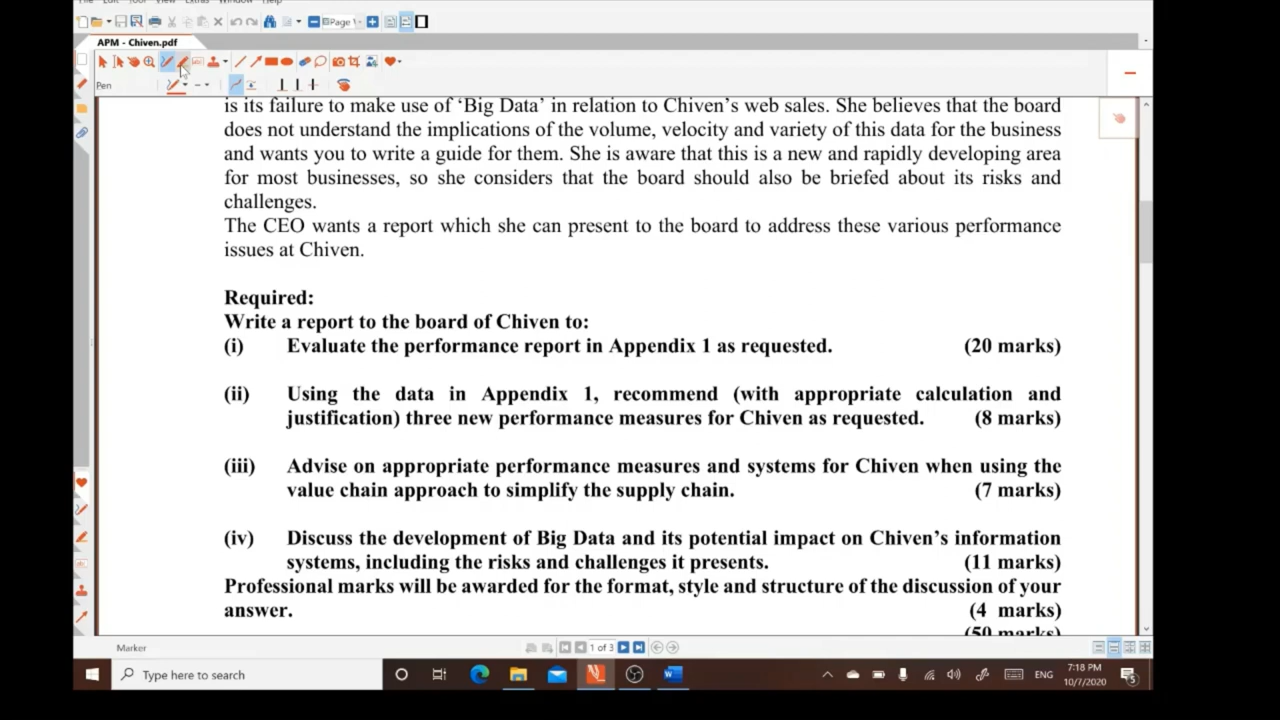 File Edit View Extras Window Help
Page
APM - Chiven.pdf
Pen
is its failure to make use of ‘Big Data’ in relation to Chiven’s web sales. She believes that the board
does not understand the implications of the volume, velocity and variety of this data for the business
and wants you to write a guide for them. She is aware that this is a new and rapidly developing area
for most businesses, so she considers that the board should also be briefed about its risks and
challenges.
The CEO wants a report which she can present to the board to address these various performance
issues at Chiven.
Required:
Write a report to the board of Chiven to:
(i) Evaluate the performance report in Appendix 1 as requested. (20 marks)
(ii) Using the data in Appendix 1, recommend (with appropriate calculation and
justification) three new performance measures for Chiven as requested. (8 marks)
(iii) Advise on appropriate performance measures and systems for Chiven when using the
value chain approach to simplify the supply chain. (7 marks)
(iv) Discuss the development of Big Data and its potential impact on Chiven’s information
systems, including the risks and challenges it presents. (11 marks)
Professional marks will be awarded for the format, style and structure of the discussion of your
answer. (4 marks)
(50 marks)
Marker
1 of 3
Type here to search
ENG
7:18 PM
10/7/2020
5